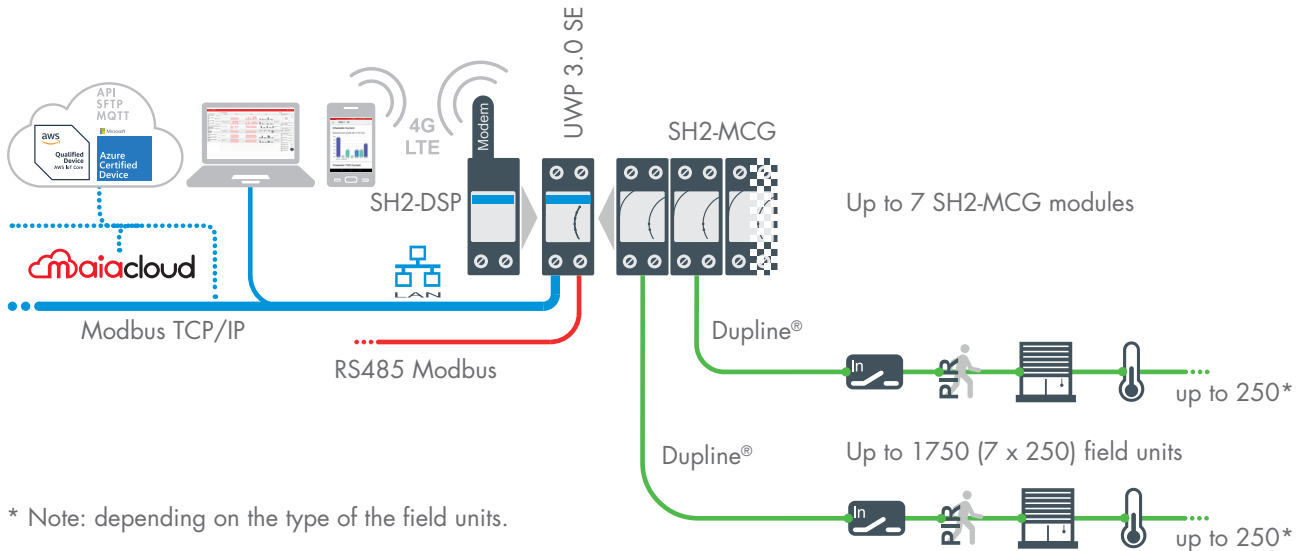 API
SFTP
MQTT
aws
Qualified
Device
AWS IoT Core
Microsoft
Azure
Certified
Device
4G
LTE
Modem
UWP 3.0 SE
SH2-MCG
SH2-DSP
Up to 7 SH2-MCG modules
maiacloud
LAN
Modbus TCP/IP
RS485 Modbus
Dupline®
In
PIR
up to 250*
Dupline®
Up to 1750 (7 x 250) field units
In
PIR
up to 250*
* Note: depending on the type of the field units.